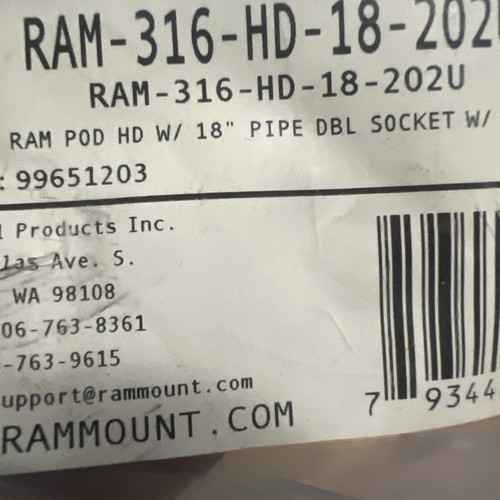 RAM-316-HD-18-202U
RAM-316-HD-18-202U
RAM POD HD W/ 18" PIPE DBL SOCKET W/
: 99651203
Products Inc.
Ave. S.
WA 98108
06-763-8361
-763-9615
upport@rammount.com
RAMMOUNT.COM
7 9344